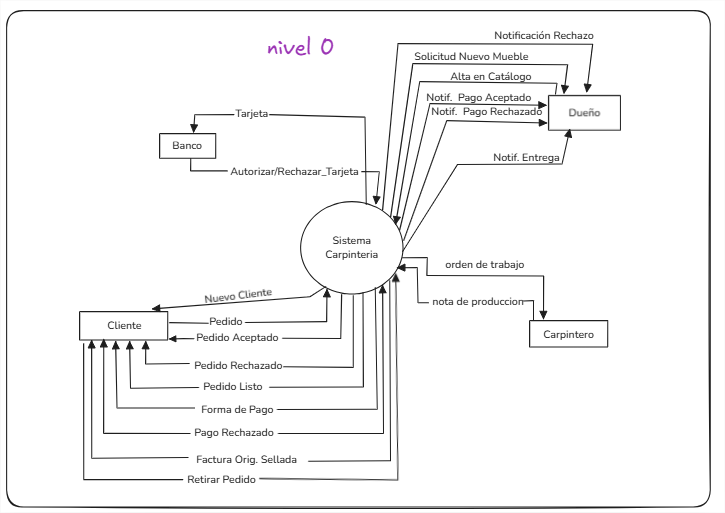 nivel 0
Notificación Rechazo
Solicitud Nuevo Mueble
Alta en Catálogo
Notif. Pago Aceptado
Notif. Pago Rechazado
Dueño
Tarjeta
Banco
Autorizar/Rechazar_Tarjeta
Notif. Entrega
Sistema
Carpinteria
orden de trabajo
nota de produccion
Carpintero
Nuevo Cliente
Cliente
Pedido
Pedido Aceptado
Pedido Rechazado
Pedido Listo
Forma de Pago
Pago Rechazado
Factura Orig. Sellada
Retirar Pedido